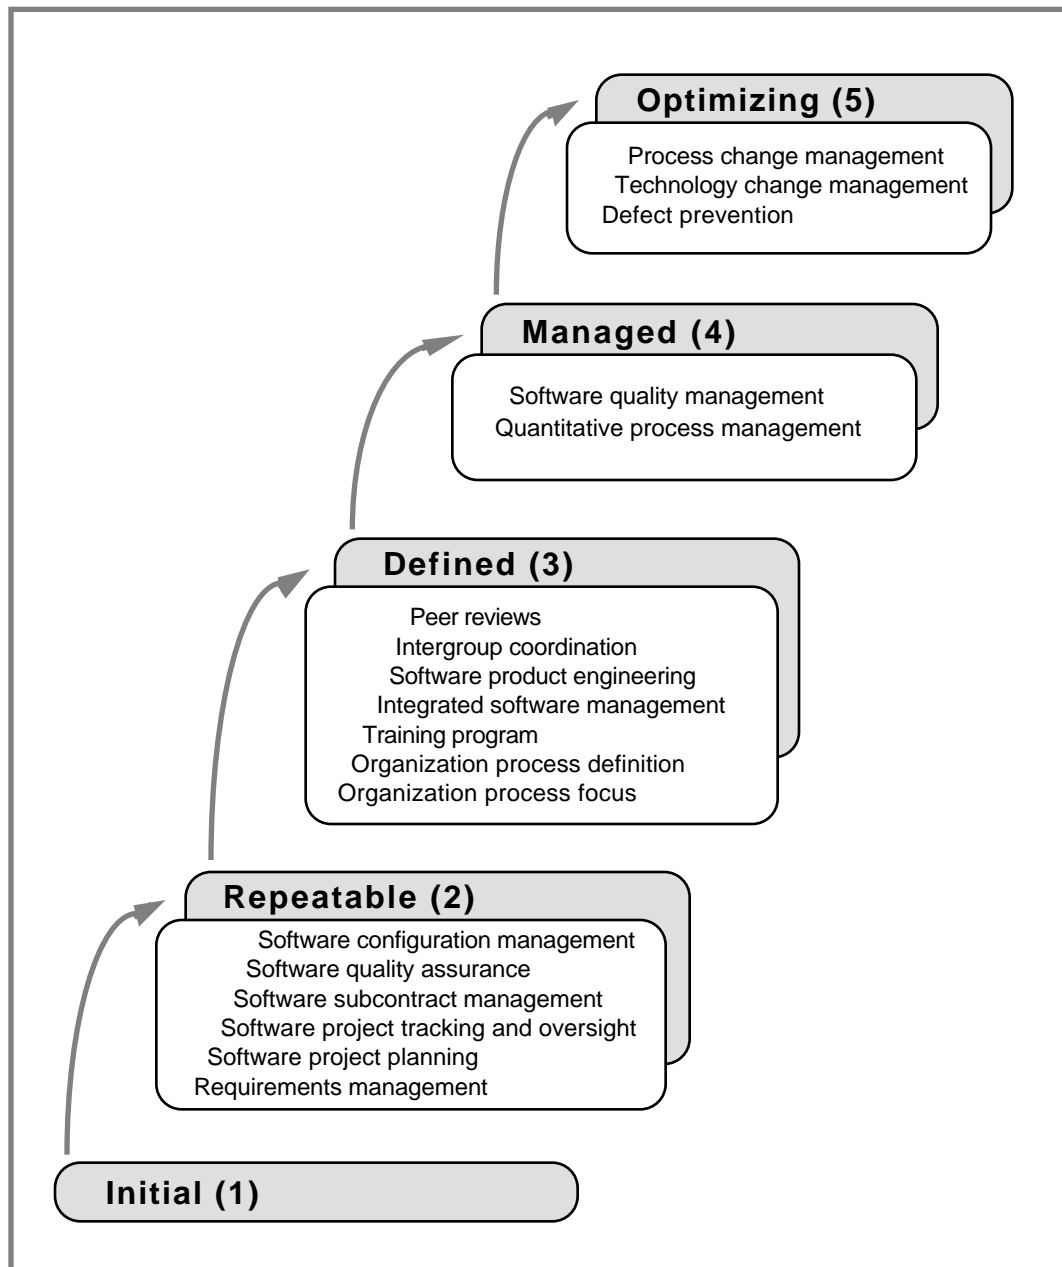 Optimizing (5)
Process change management
Technology change management
Defect prevention
Managed (4)
Software quality management
Quantitative process management
Defined (3)
Peer reviews
Intergroup coordination
Software product engineering
Integrated software management
Training program
Organization process definition
Organization process focus
Repeatable (2)
Software configuration management
Software quality assurance
Software subcontract management
Software project tracking and oversight
Software project planning
Requirements management
Initial (1)